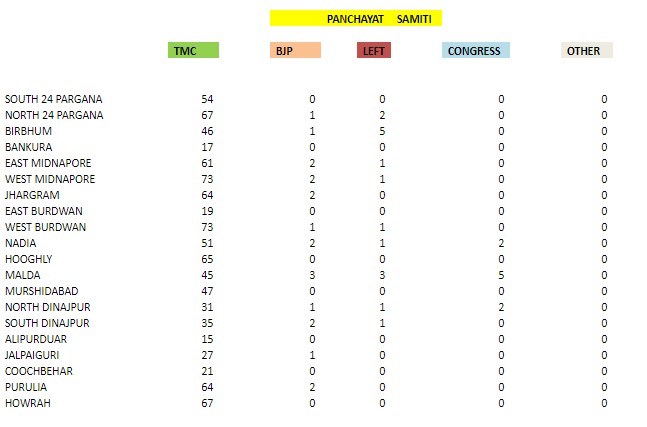 PANCHAYAT SAMITI
TMC BJP LEFT CONGRESS OTHER
SOUTH 24 PARGANA 54 0 0 0 0
NORTH 24 PARGANA 67 1 2 0 0
BIRBHUM 46 1 5 0 0
BANKURA 17 0 0 0 0
EAST MIDNAPORE 61 2 1 0 0
WEST MIDNAPORE 73 2 1 0 0
JHARGRAM 64 2 0 0 0
EAST BURDWAN 19 0 0 0 0
WEST BURDWAN 73 1 1 0 0
NADIA 51 2 1 2 0
HOOGHLY 65 0 0 0 0
MALDA 45 3 3 5 0
MURSHIDABAD 47 0 0 0 0
NORTH DINAJPUR 31 1 1 2 0
SOUTH DINAJPUR 35 2 1 0 0
ALIPURDUAR 15 0 0 0 0
JALPAIGURI 27 1 0 0 0
COOCHBEHAR 21 0 0 0 0
PURULIA 64 2 0 0 0
HOWRAH 67 0 0 0 0